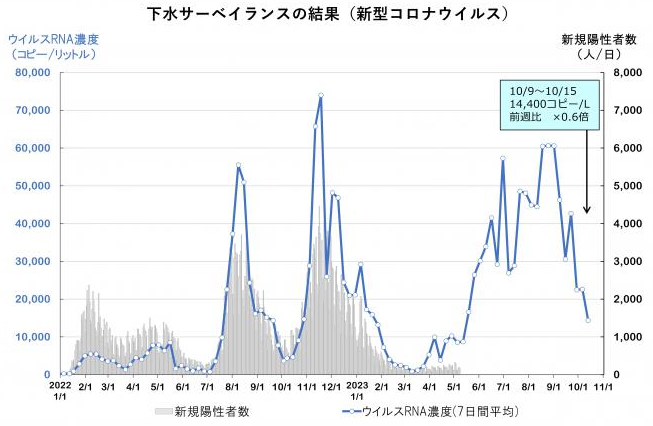 下水サーベイランスの結果（新型コロナウイルス）
ウイルスRNA濃度
（コピー/リットル）
新規陽性者数
（人/日）
80,000
70,000
60,000
50,000
40,000
30,000
20,000
10,000
0
8,000
7,000
6,000
5,000
4,000
3,000
2,000
1,000
0
10/9～10/15
14,400コピー/L
前週比　×0.6倍
2022 2/1 3/1 4/1 5/1 6/1 7/1 8/1 9/1 10/1 11/1 12/1 2023 2/1 3/1 4/1 5/1 6/1 7/1 8/1 9/1 10/1 11/1
1/1 1/1
新規陽性者数 ウイルスRNA濃度(7日間平均)